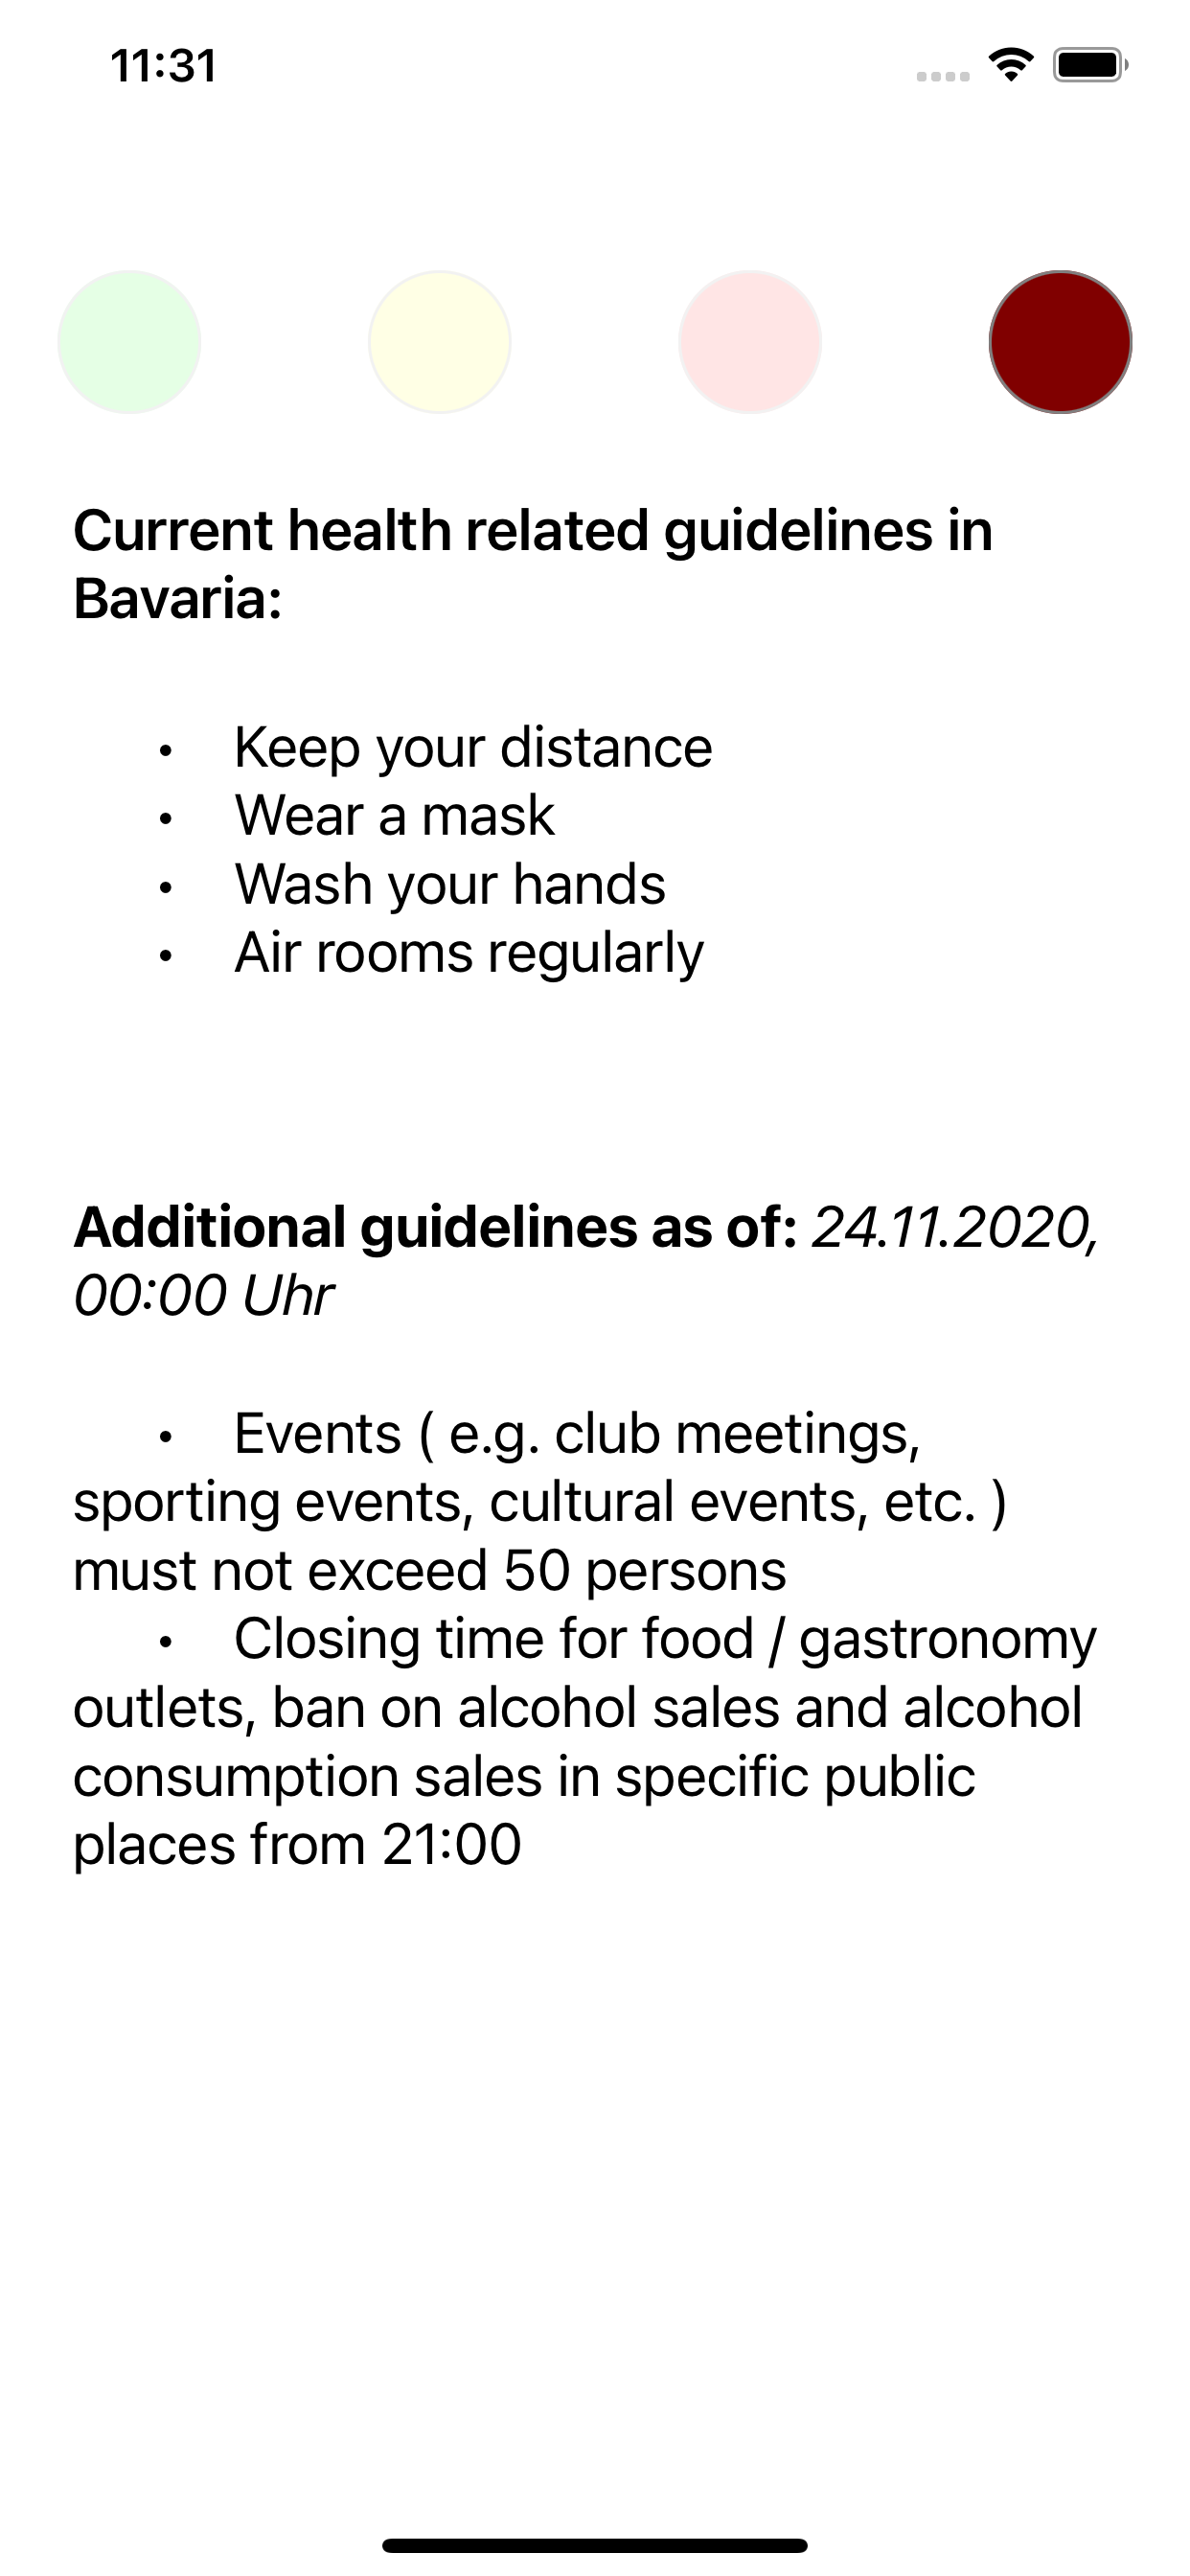 11:31
Current health related guidelines in
Bavaria:
• Keep your distance
• Wear a mask
• Wash your hands
• Air rooms regularly
Additional guidelines as of: 24.11.2020,
00:00 Uhr
• Events ( e.g. club meetings,
sporting events, cultural events, etc. )
must not exceed 50 persons
• Closing time for food / gastronomy
outlets, ban on alcohol sales and alcohol
consumption sales in specific public
places from 21:00